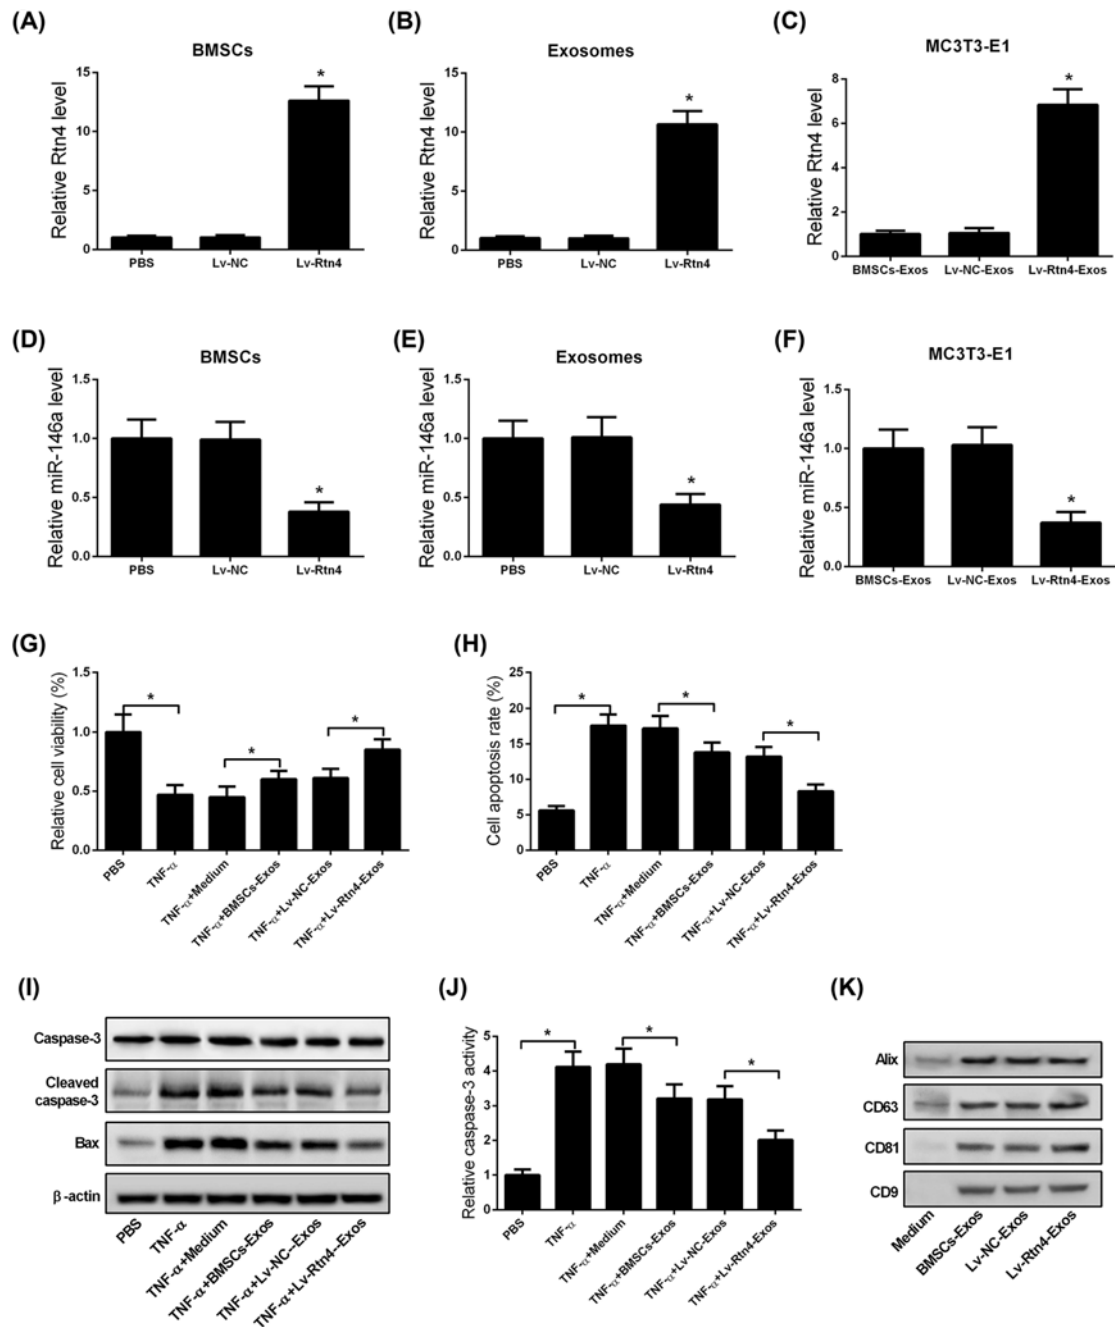 (A)
BMSCs
Relative Rtn4 level
15
10
5
0
*
PBS
Lv-NC
Lv-Rtn4
(B)
Exosomes
Relative Rtn4 level
15
10
5
0
*
PBS
Lv-NC
Lv-Rtn4
(C)
MC3T3-E1
Relative Rtn4 level
8
6
4
2
0
*
BMSCs-Exos
Lv-NC-Exos
Lv-Rtn4-Exos
(D)
BMSCs
Relative miR-146a level
1.5
1.0
0.5
0.0
*
PBS
Lv-NC
Lv-Rtn4
(E)
Exosomes
Relative miR-146a level
1.5
1.0
0.5
0.0
*
PBS
Lv-NC
Lv-Rtn4
(F)
MC3T3-E1
Relative miR-146a level
1.5
1.0
0.5
0.0
*
BMSCs-Exos
Lv-NC-Exos
Lv-Rtn4-Exos
(G)
Relative cell viability (%)
1.5
1.0
0.5
0.0
*
*
*
PBS
TNF-α
TNF-α+Medium
TNF-α+BMSCs-Exos
TNF-α+Lv-NC-Exos
TNF-α+Lv-Rtn4-Exos
(H)
Cell apoptosis rate (%)
25
20
15
10
5
0
*
*
*
PBS
TNF-α
TNF-α+Medium
TNF-α+BMSCs-Exos
TNF-α+Lv-NC-Exos
TNF-α+Lv-Rtn4-Exos
(I)
Caspase-3
Cleaved
caspase-3
Bax
β-actin
PBS
TNF-α
TNF-α+Medium
TNF-α+BMSCs-Exos
TNF-α+Lv-NC--Exos
TNF-α+Lv-Rtn4--Exos
(J)
Relative caspase-3 activity
5
4
3
2
1
0
*
*
*
PBS
TNF-α
TNF-α+Medium
TNF-α+BMSCs-Exos
TNF-α+Lv-NC-Exos
TNF-α+Lv-Rtn4-Exos
(K)
Alix
CD63
CD81
CD9
Medium
BMSCs-Exo
Lv-NC-Exo
Lv-Rtn4-Exo